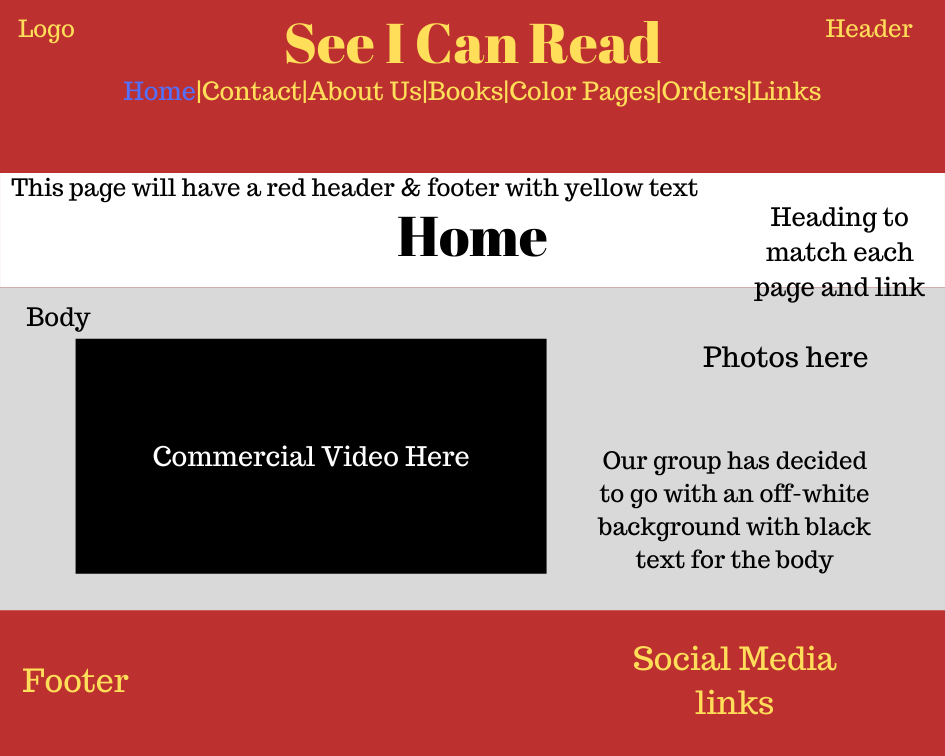 Logo
See I Can Read
Header
Home|Contact|About Us|Books|Color Pages|Orders|Links
This page will have a red header & footer with yellow text
Home
Heading to
match each
page and link
Body
Photos here
Commercial Video Here
Our group has decided
to go with an off-white
background with black
text for the body
Footer
Social Media
links